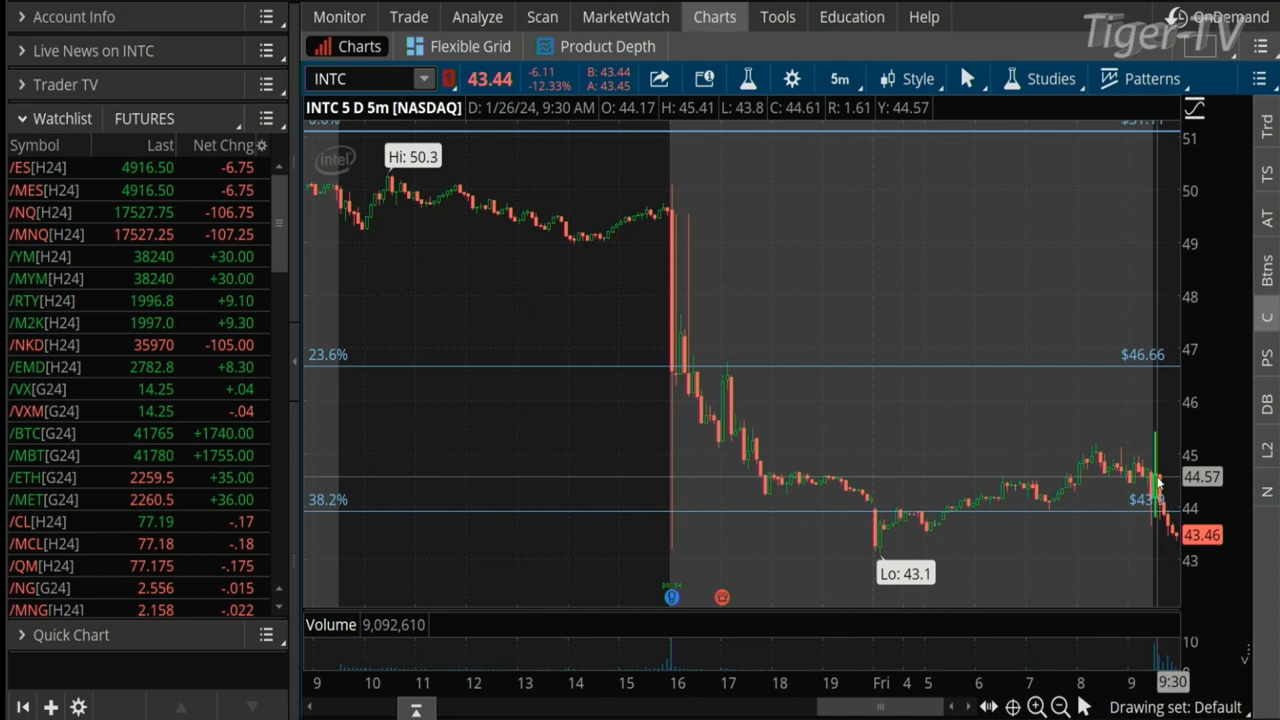 Account Info
Live News on INTC
Trader TV
Watchlist FUTURES
Symbol Last Net Chng
/ES[H24] 4916.50 -6.75
/MES[H24] 4916.50 -6.75
/NQ[H24] 17527.75 -106.75
/MNQ[H24] 17527.25 -107.25
/YM[H24] 38240 +30.00
/MYM[H24] 38240 +30.00
/RTY[H24] 1996.8 +9.10
/M2K[H24] 1997.0 +9.30
/NKD[H24] 35970 -105.00
/EMD[H24] 2782.8 +8.30
/VX[G24] 14.25 +.04
/VXM[G24] 14.25 -.04
/BTC[G24] 41765 +1740.00
/MBT[G24] 41780 +1755.00
/ETH[G24] 2259.5 +35.00
/MET[G24] 2260.5 +36.00
/CL[H24] 77.19 -.17
/MCL[H24] 77.18 -.18
/QM[H24] 77.175 -.175
/NG[G24] 2.556 -.015
/MNG[H24] 2.158 -.022
Quick Chart
Monitor Trade Analyze Scan MarketWatch Charts Tools Education Help
OnDemand
Tiger-TV
Charts Flexible Grid Product Depth
INTC 43.44 -6.11 -12.33% B: 43.44 A: 43.45 5m Style Studies Patterns
INTC 5 D 5m [NASDAQ] D: 1/26/24, 9:30 AM O: 44.17 H: 45.41 L: 43.8 C: 44.61 R: 1.61 Y: 44.57
intel
Hi: 50.3
23.6% $46.66
38.2%
Lo: 43.1
51
50
49
48
47
46
45
44.57
44
43.46
43
Volume 9,092,610
10
9 10 11 12 13 14 15 16 17 18 19 Fri 4 5 6 7 8 9 9:30
Drawing set: Default
Trd
TS
AT
Btns
C
PS
DB
L2
N